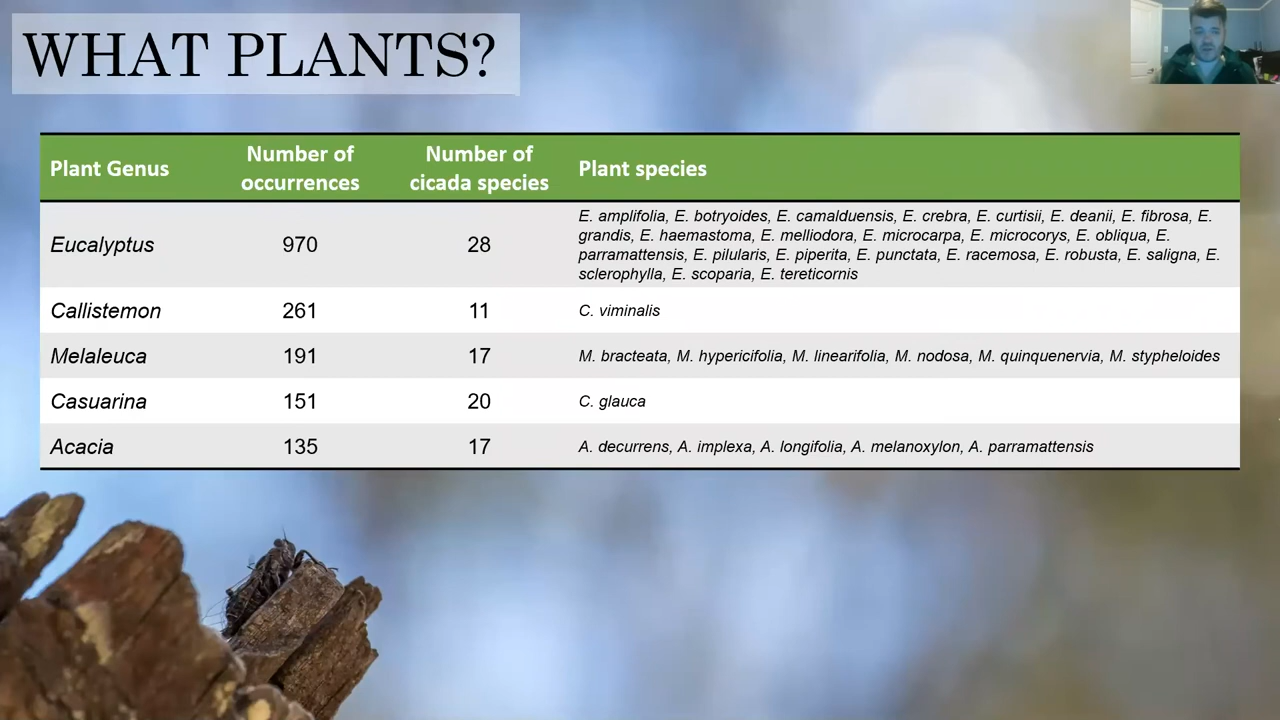 WHAT PLANTS?
Plant Genus
Number of occurrences
Number of cicada species
Plant species
Eucalyptus 970 28
E. amplifolia, E. botryoides, E. camalduensis, E. crebra, E. curtisii, E. deanii, E. fibrosa, E.
grandis, E. haemastoma, E. melliodora, E. microcarpa, E. microcorys, E. obliqua, E.
parramattensis, E. pilularis, E. piperita, E. punctata, E. racemosa, E. robusta, E. saligna, E.
sclerophylla, E. scoparia, E. tereticornis
Callistemon 261 11 C. viminalis
Melaleuca 191 17 M. bracteata, M. hypericifolia, M. linearifolia, M. nodosa, M. quinquenervia, M. stypheloides
Casuarina 151 20 C. glauca
Acacia 135 17 A. decurrens, A. implexa, A. longifolia, A. melanoxylon, A. parramattensis